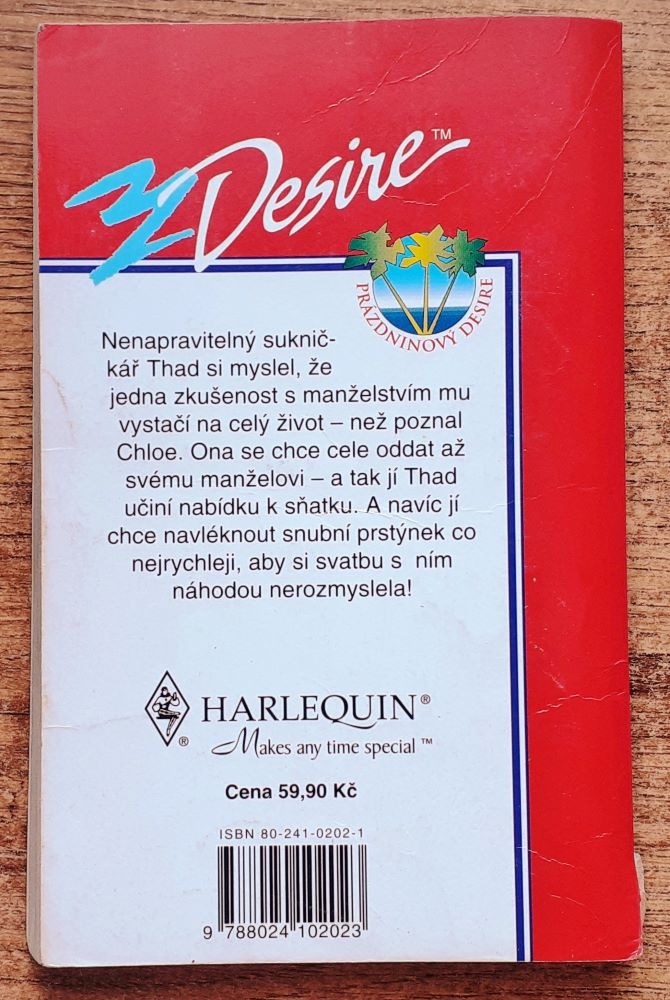 Desire™
PRÁZDNINOVÝ DESIRE
Nenapravitelný suknič-
kář Thad si myslel, že
jedna zkušenost s manželstvím mu
vystačí na celý život – než poznal
Chloe. Ona se chce cele oddat až
svému manželovi – a tak jí Thad
učiní nabídku k sňatku. A navíc jí
chce navléknout snubní prstýnek co
nejrychleji, aby si svatbu s ním
náhodou nerozmyslela!
HARLEQUIN®
®
Makes any time special™
Cena 59,90 Kč
ISBN 80-241-0202-1
9 788024 102023